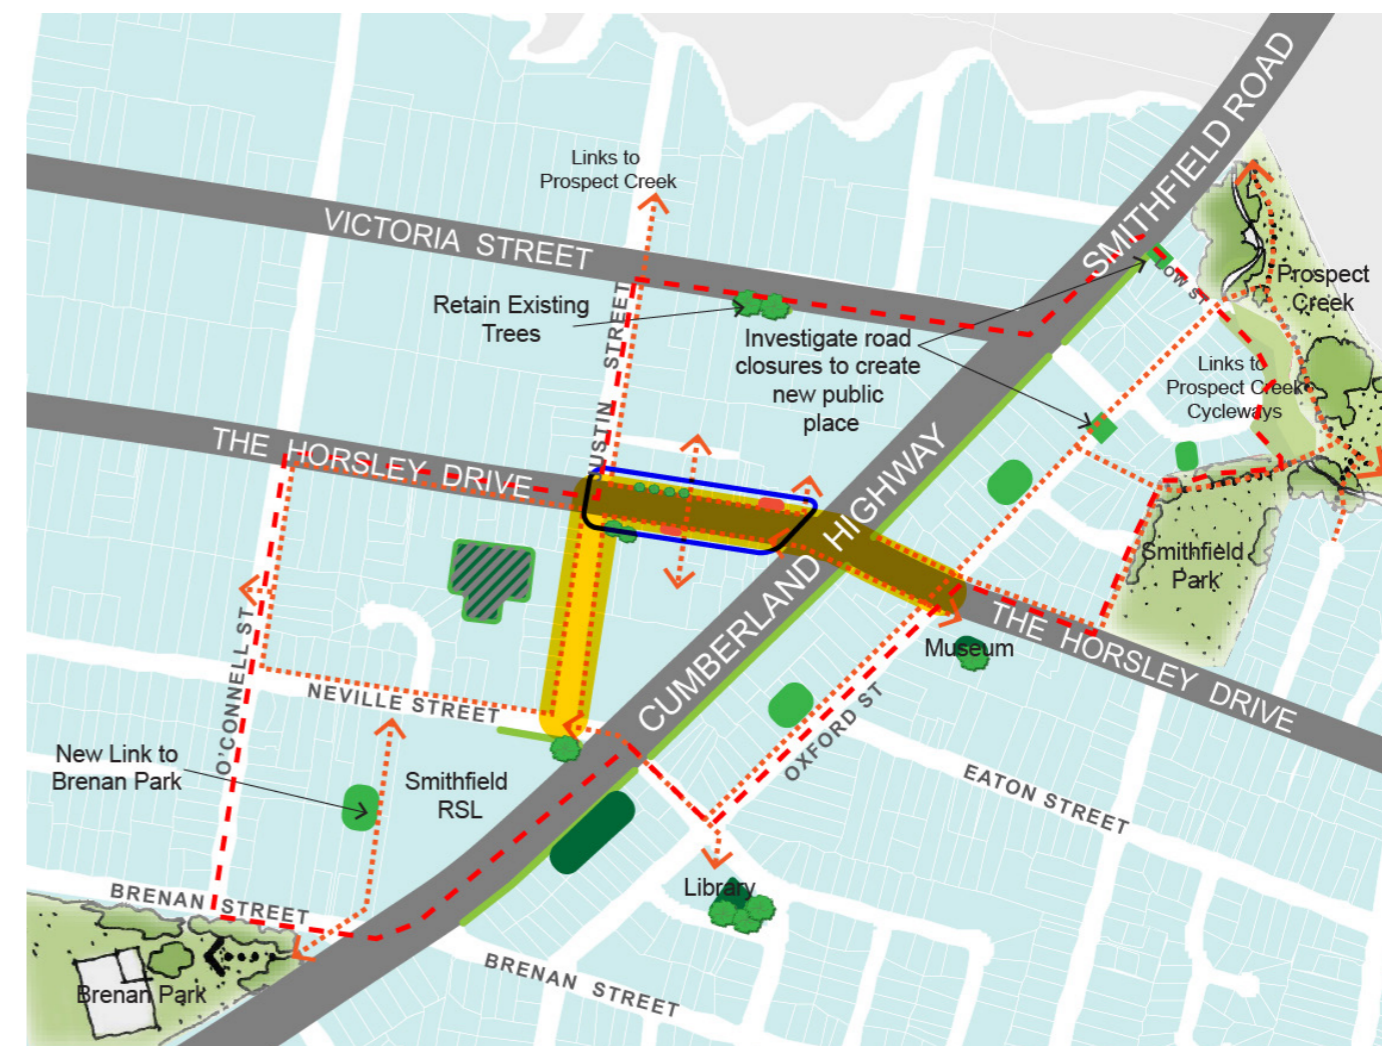 SMITHFIELD ROAD
Links to
Prospect Creek
VICTORIA STREET
Prospect
Creek
OW ST
Retain Existing
Trees
USTIN STREET
Investigate road
closures to create
new public
place
Links to
Prospect Creek
Cycleways
THE HORSLEY DRIVE
CUMBERLAND HIGHWAY
Smithfield
Park
THE HORSLEY DRIVE
Museum
O'CONNELL ST
NEVILLE STREET
OXFORD ST
New Link to
Brenan Park
Smithfield
RSL
EATON STREET
Library
BRENAN STREET
BRENAN STREET
Brenan Park